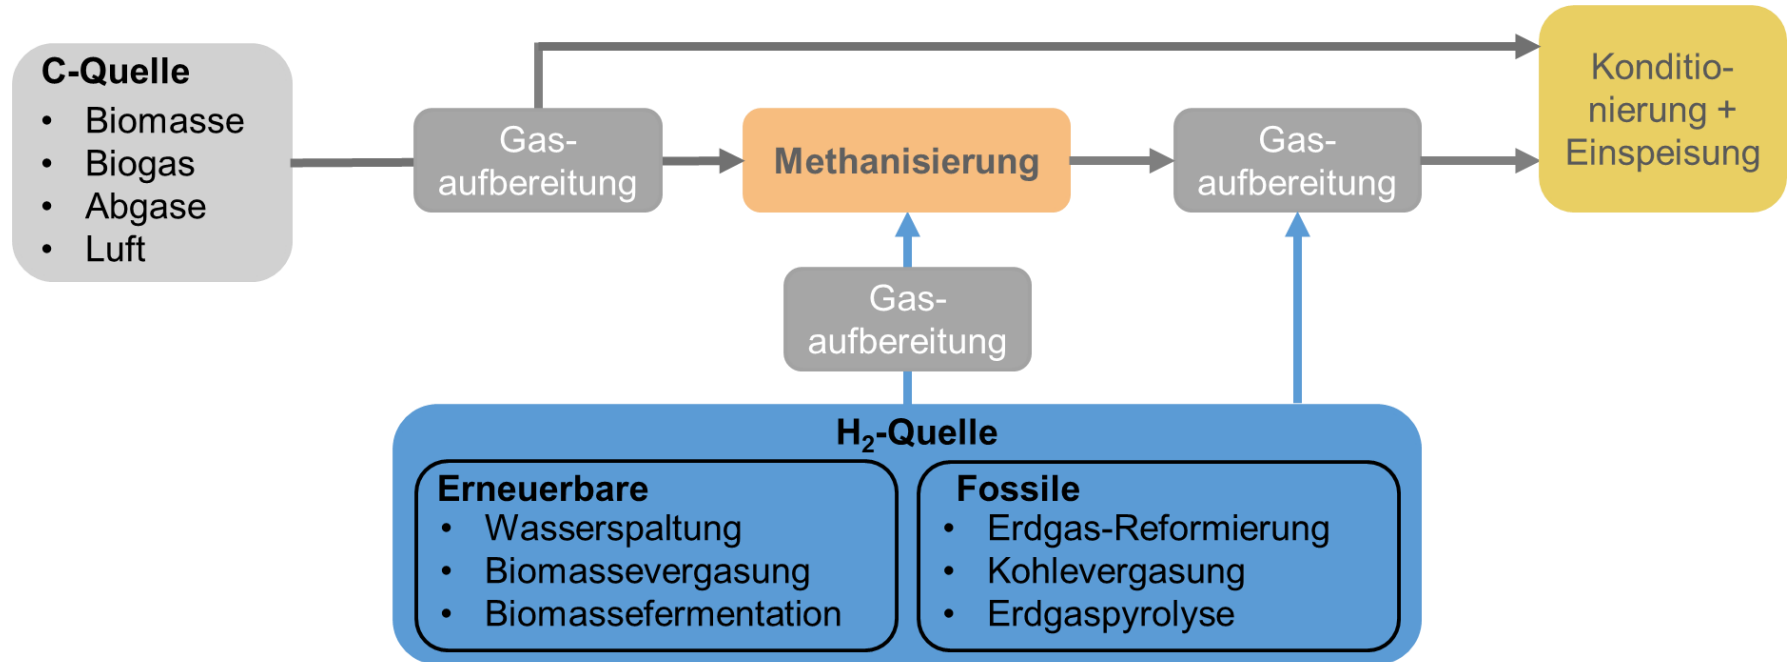 C-Quelle
• Biomasse
• Biogas
• Abgase
• Luft
Gas-
aufbereitung
Methanisierung
Gas-
aufbereitung
Konditio-
nierung +
Einspeisung
Gas-
aufbereitung
H₂-Quelle
Erneuerbare
• Wasserspaltung
• Biomassevergasung
• Biomassefermentation
Fossile
• Erdgas-Reformierung
• Kohlevergasung
• Erdgaspyrolyse